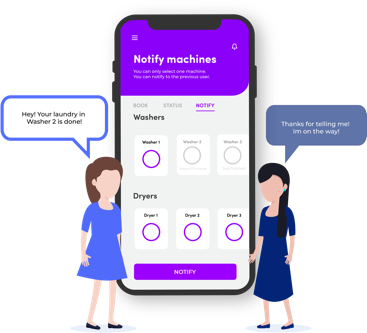 Notify machines
You can only select one machine.
You can notify to the user.
BOOK STATUS NOTIFY
Washers
Hey! Your laundry in
Washer 2 is done!
Thanks for telling me!
Im on the way!
Washer 1 Washer 2 Washer 3
Dryers
Dryer 1 Dryer 2 Dryer 3
NOTIFY